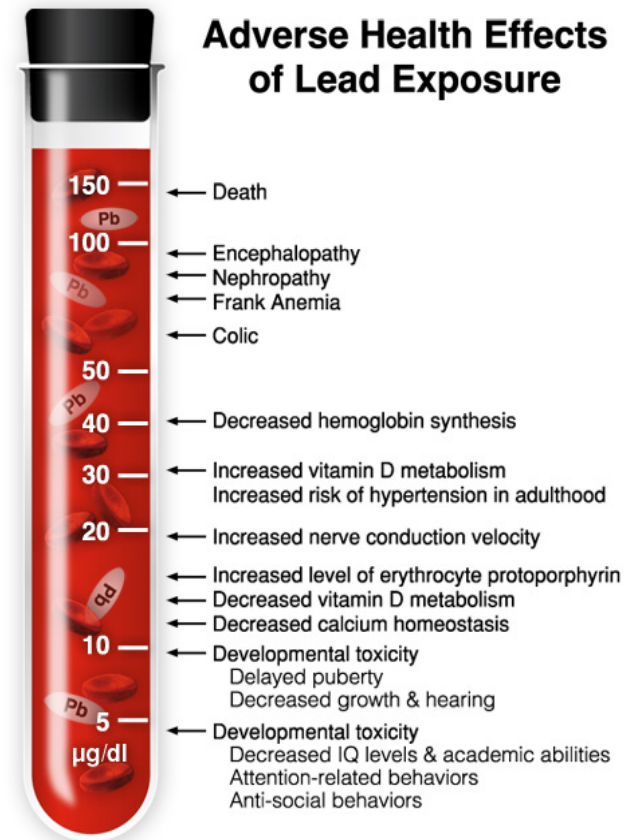 Adverse Health Effects
of Lead Exposure
150
Death
Pb
100
Encephalopathy
Nephropathy
Pb
Frank Anemia
Colic
50
Pb
40
Decreased hemoglobin synthesis
30
Increased vitamin D metabolism
Increased risk of hypertension in adulthood
20
Increased nerve conduction velocity
Increased level of erythrocyte protoporphyrin
Pb
Decreased vitamin D metabolism
Decreased calcium homeostasis
10
Developmental toxicity
Delayed puberty
Decreased growth & hearing
Pb
5
Developmental toxicity
µg/dl
Decreased IQ levels & academic abilities
Attention-related behaviors
Anti-social behaviors